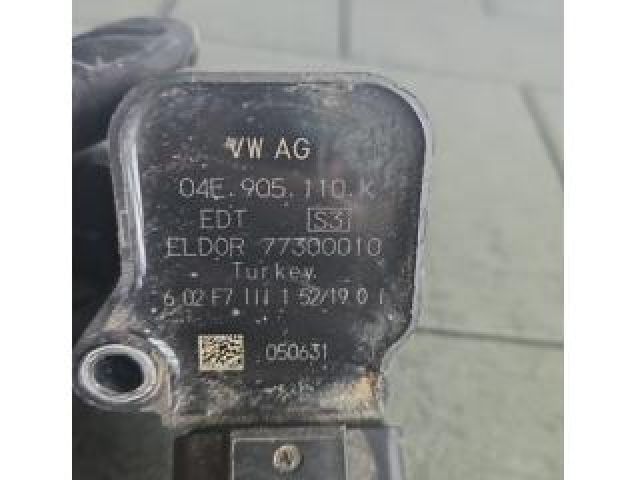 VW AG
04E.905.110.K
EDT S3
ELDOR 77300010
Turkey
6 02 F7 111 1 52/19 0 1
050631